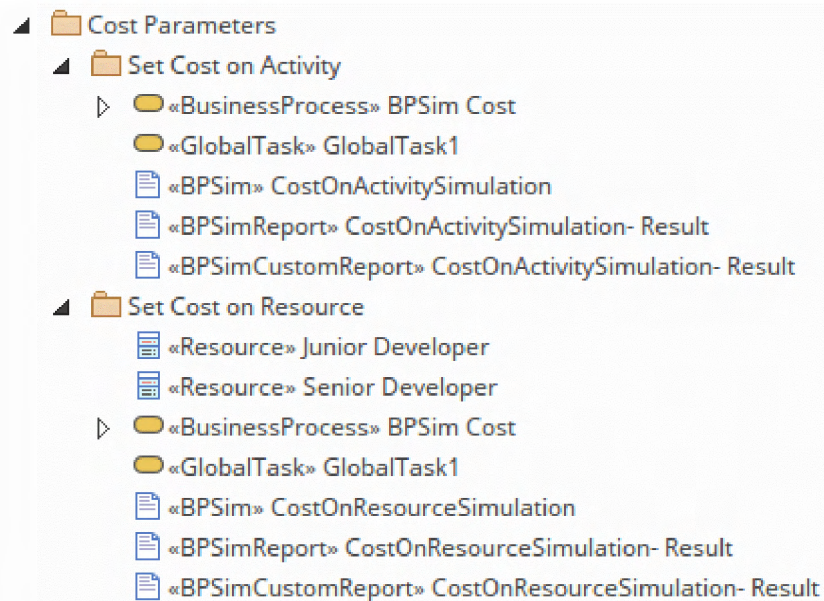 Cost Parameters
Set Cost on Activity
«BusinessProcess» BPSim Cost
«GlobalTask» GlobalTask1
«BPSim» CostOnActivitySimulation
«BPSimReport» CostOnActivitySimulation- Result
«BPSimCustomReport» CostOnActivitySimulation- Result
Set Cost on Resource
«Resource» Junior Developer
«Resource» Senior Developer
«BusinessProcess» BPSim Cost
«GlobalTask» GlobalTask1
«BPSim» CostOnResourceSimulation
«BPSimReport» CostOnResourceSimulation- Result
«BPSimCustomReport» CostOnResourceSimulation- Result